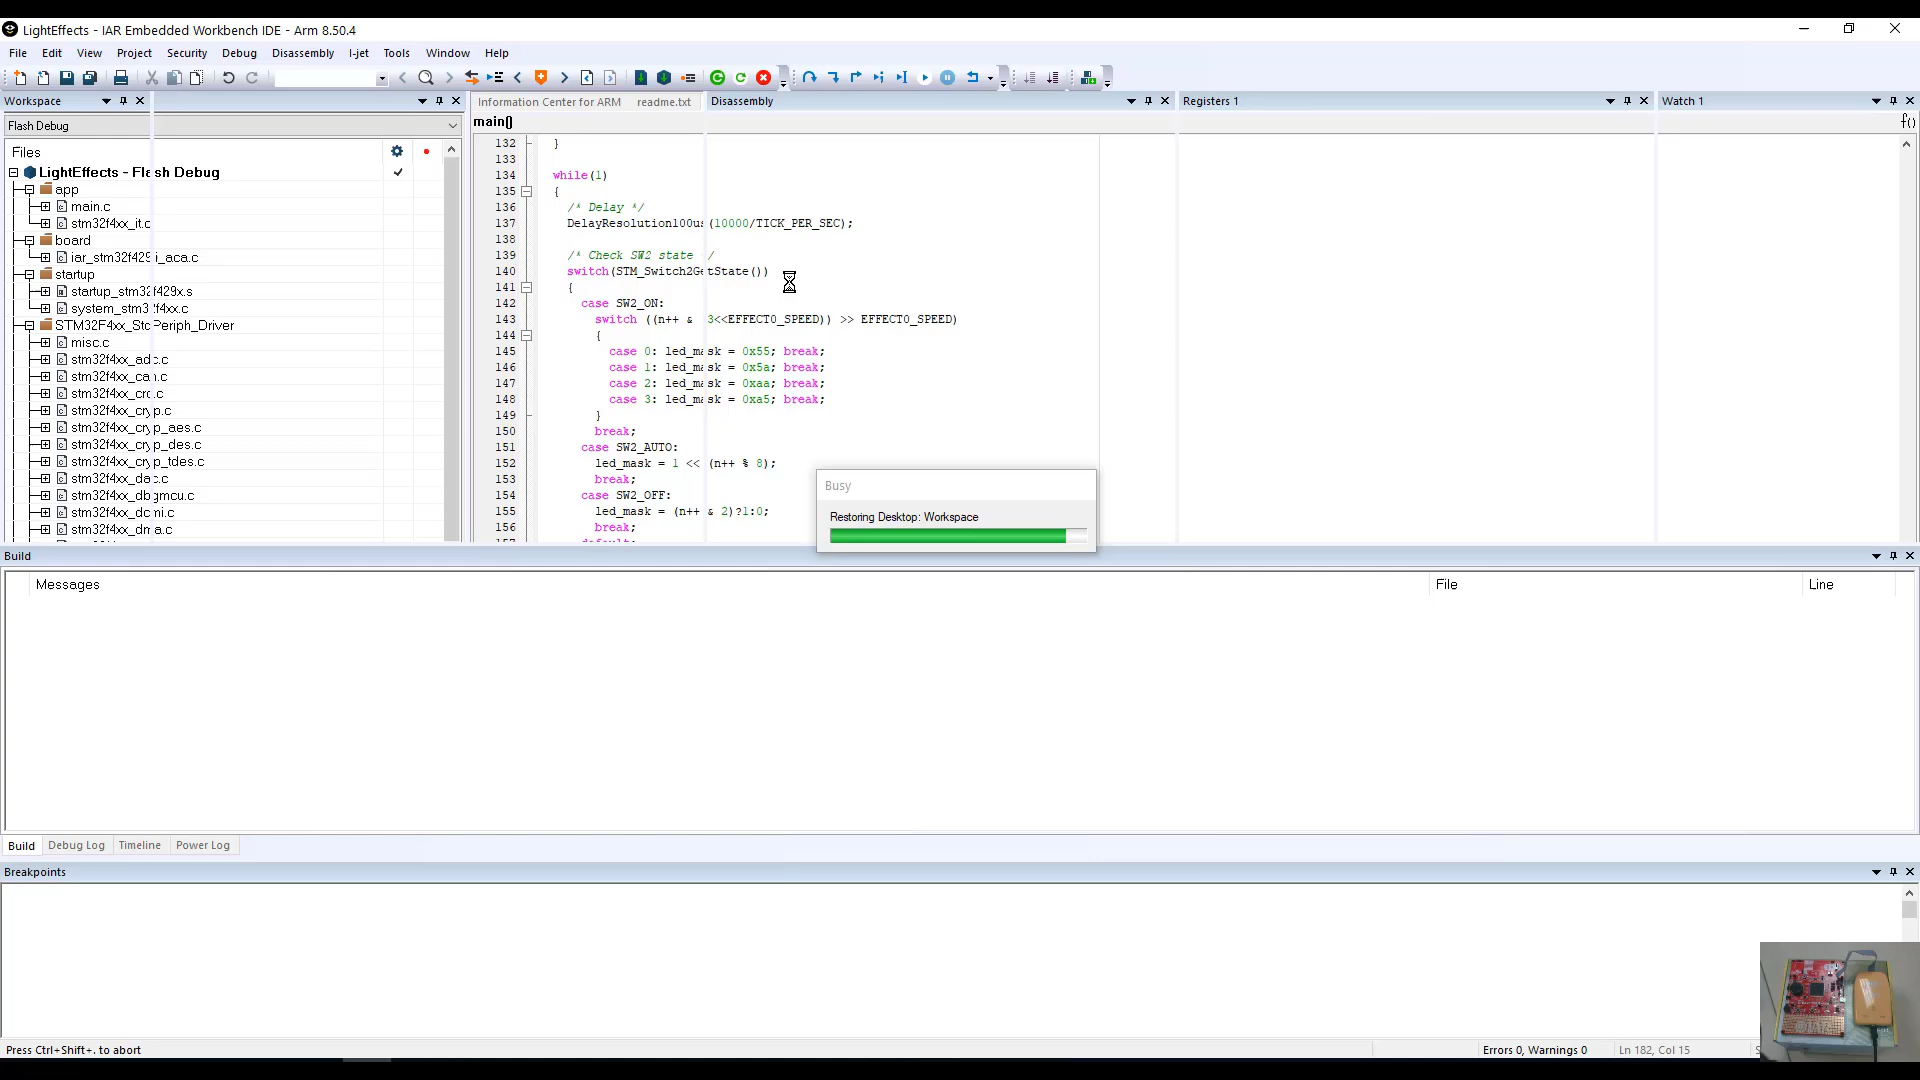 LightEffects - IAR Embedded Workbench IDE - Arm 8.50.4
File Edit View Project Security Debug Disassembly I-jet Tools Window Help
Workspace
Flash Debug
Files
LightEffects - Flash Debug
app
main.c
stm32f4xx_it.c
board
startup
misc.c
Information Center for ARM readme.txt
main()
132 }
133
134 while(1)
135 {
136 /* Delay */
137 DelayResolution100us(10000/TICK_PER_SEC);
138
139 /* Check SW2 state /
140 switch(STM_Switch2GetState())
141 {
142 case SW2_ON:
143 switch ((n++ & 3<<EFFECT0_SPEED)) >> EFFECT0_SPEED)
144 {
145 case 0: led_mask = 0x55; break;
146 case 1: led_mask = 0x5a; break;
147 case 2: led_mask = 0xaa; break;
148 case 3: led_mask = 0xa5; break;
149 }
150 break;
151 case SW2_AUTO:
152 led_mask = 1 << (n++ % 8);
153 break;
154 case SW2_OFF:
155 led_mask = (n++ & 2)?1:0;
156 break;
Disassembly
Registers 1
Watch 1
f()
Busy
Restoring Desktop: Workspace
Build
Messages File Line
Build Debug Log Timeline Power Log
Breakpoints
Press Ctrl+Shift+. to abort
Errors 0, Warnings 0
Ln 182, Col 15